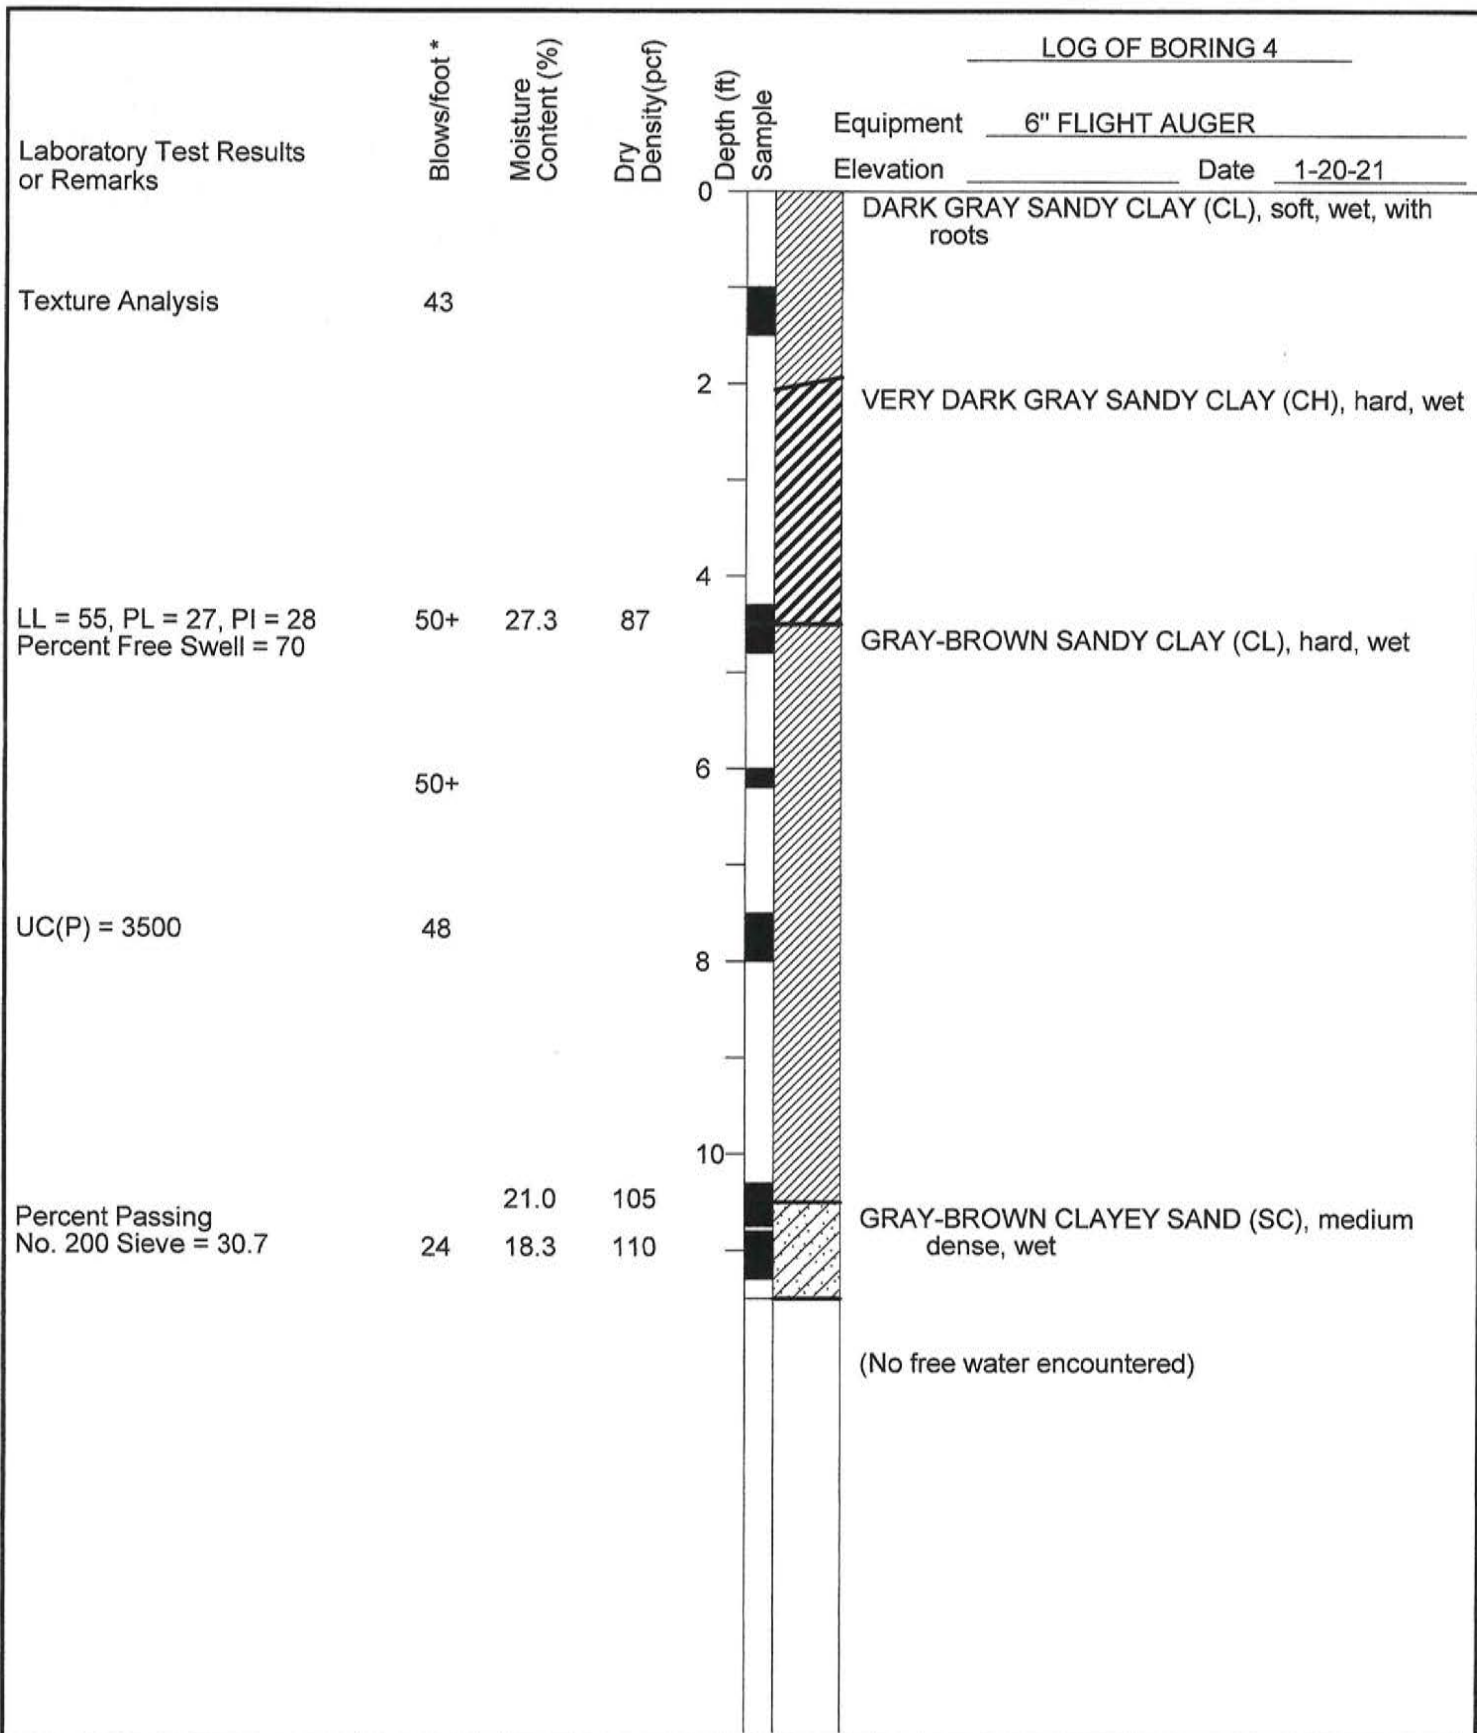 LOG OF BORING 4
Equipment 6" FLIGHT AUGER
Elevation Date 1-20-21
Laboratory Test Results
or Remarks
Blows/foot *
Moisture
Content (%)
Dry
Density(pcf)
Depth (ft)
Sample
0
DARK GRAY SANDY CLAY (CL), soft, wet, with
roots
Texture Analysis 43
2
VERY DARK GRAY SANDY CLAY (CH), hard, wet
4
LL = 55, PL = 27, PI = 28 50+ 27.3 87
Percent Free Swell = 70
GRAY-BROWN SANDY CLAY (CL), hard, wet
6
50+
UC(P) = 3500 48
8
10
21.0 105
Percent Passing
No. 200 Sieve = 30.7 24 18.3 110
GRAY-BROWN CLAYEY SAND (SC), medium
dense, wet
(No free water encountered)